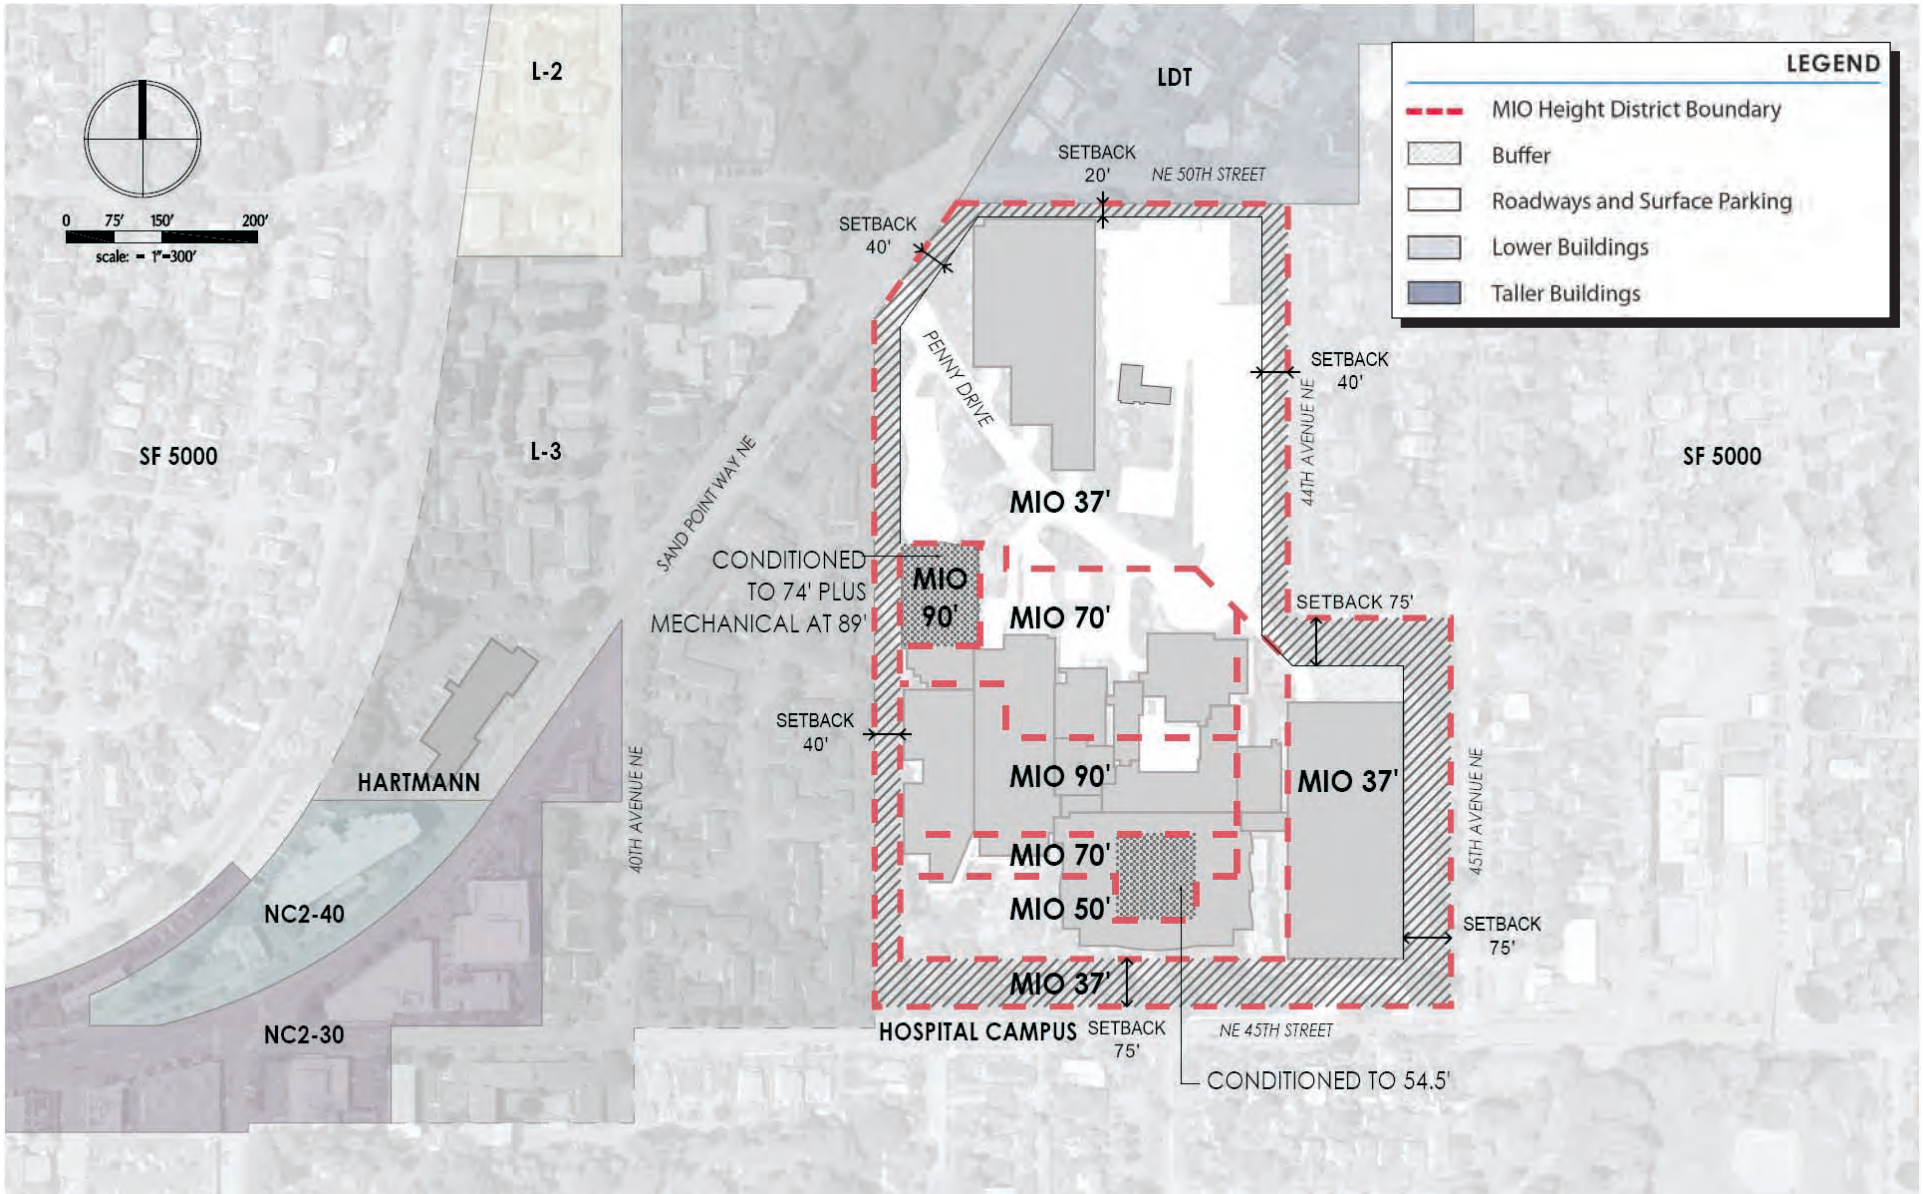 L-2
LDT
LEGEND
MIO Height District Boundary
Buffer
Roadways and Surface Parking
Lower Buildings
Taller Buildings
0 75' 150' 200'
scale: = 1"=300'
SETBACK
20'
NE 50TH STREET
SETBACK
40'
PENNY DRIVE
SETBACK
40'
44TH AVENUE NE
SF 5000
L-3
SAND POINT WAY NE
SF 5000
MIO 37'
CONDITIONED
TO 74' PLUS
MECHANICAL AT 89'
MIO
90'
MIO 70'
SETBACK 75'
SETBACK
40'
HARTMANN
40TH AVENUE NE
MIO 90'
MIO 37'
45TH AVENUE NE
MIO 70'
MIO 50'
NC2-40
SETBACK
75'
MIO 37'
NC2-30
HOSPITAL CAMPUS
SETBACK
75'
NE 45TH STREET
CONDITIONED TO 54.5'